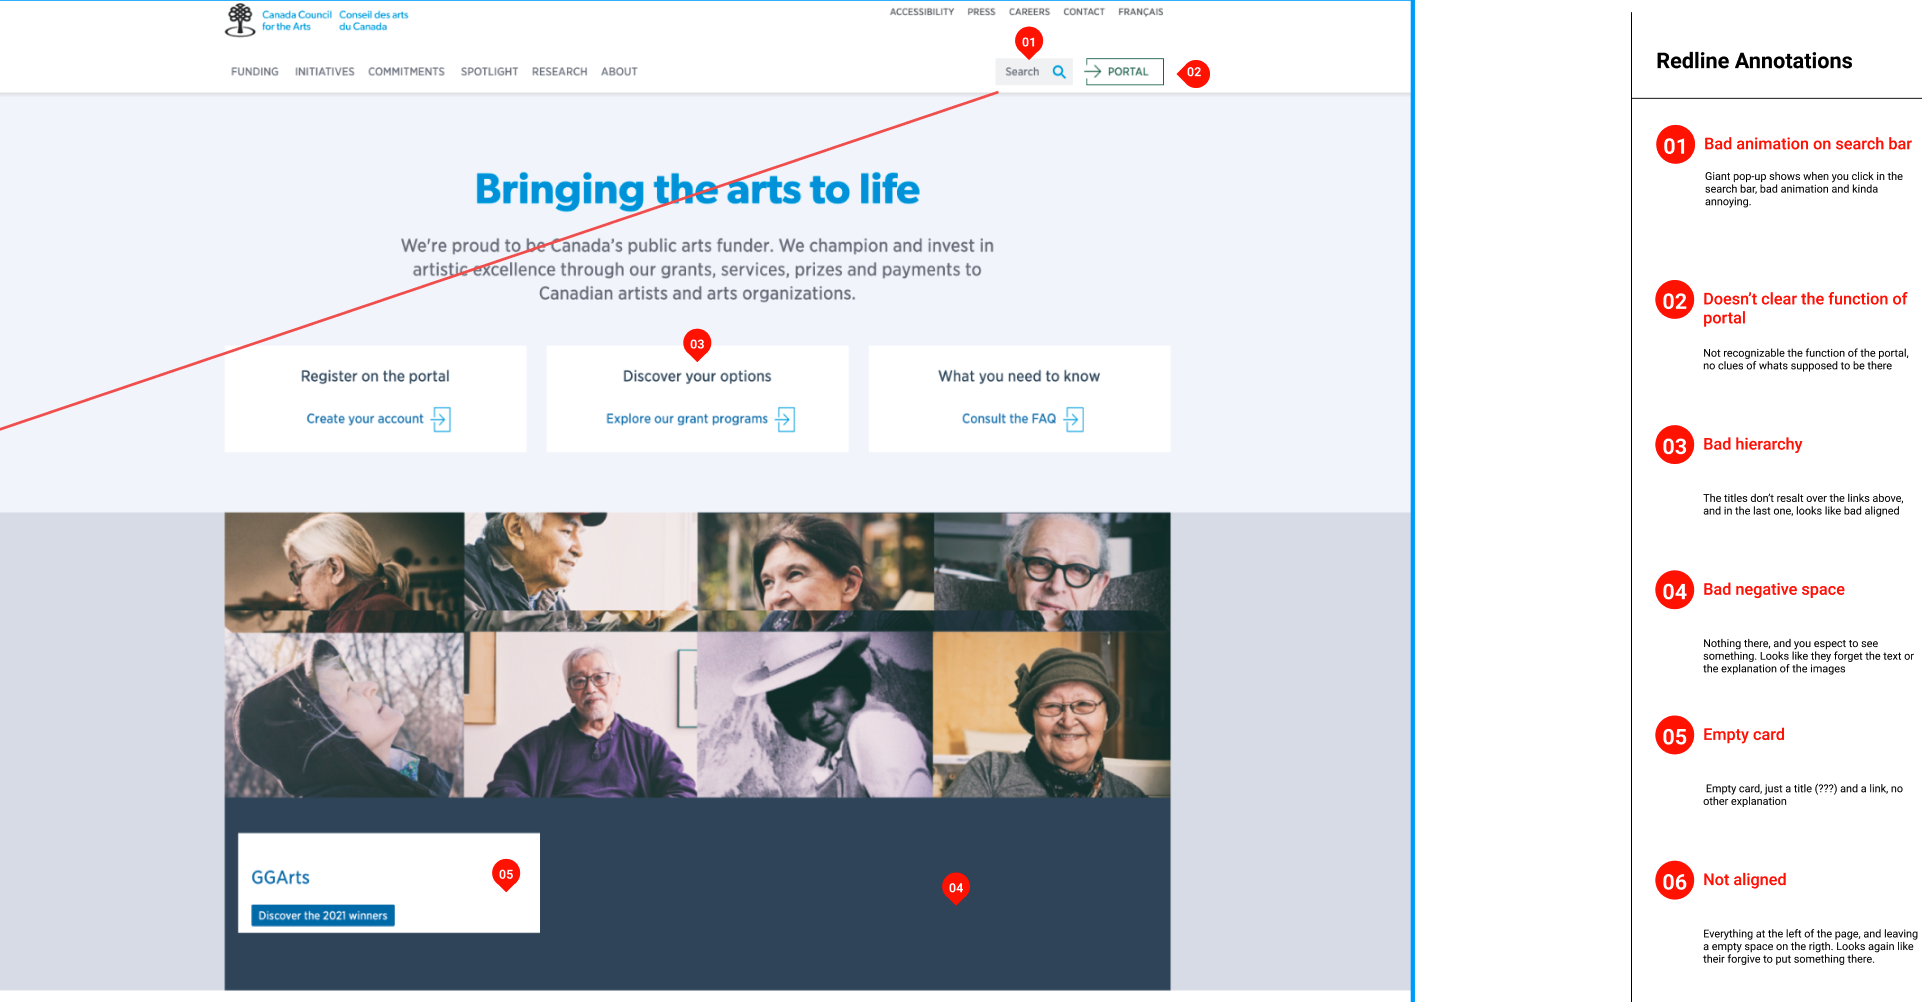 Canada Council Conseil des arts
for the Arts du Canada
ACCESSIBILITY PRESS CAREERS CONTACT FRANÇAIS
01
FUNDING INITIATIVES COMMITMENTS SPOTLIGHT RESEARCH ABOUT
Search
PORTAL
02
Bringing the arts to life
We're proud to be Canada's public arts funder. We champion and invest in
artistic excellence through our grants, services, prizes and payments to
Canadian artists and arts organizations.
03
Register on the portal
Create your account
Discover your options
Explore our grant programs
What you need to know
Consult the FAQ
GGArts
05
Discover the 2021 winners
04
Redline Annotations
01 Bad animation on search bar
Giant pop-up shows when you click in the
search bar, bad animation and kinda
annoying.
02 Doesn't clear the function of
portal
Not recognizable the function of the portal,
no clues of whats supposed to be there
03 Bad hierarchy
The titles don't resalt over the links above,
and in the last one, looks like bad aligned
04 Bad negative space
Nothing there, and you espect to see
something. Looks like they forget the text or
the explanation of the images
05 Empty card
Empty card, just a title (???) and a link, no
other explanation
06 Not aligned
Everything at the left of the page, and leaving
a empty space on the rigth. Looks again like
their forgive to put something there.